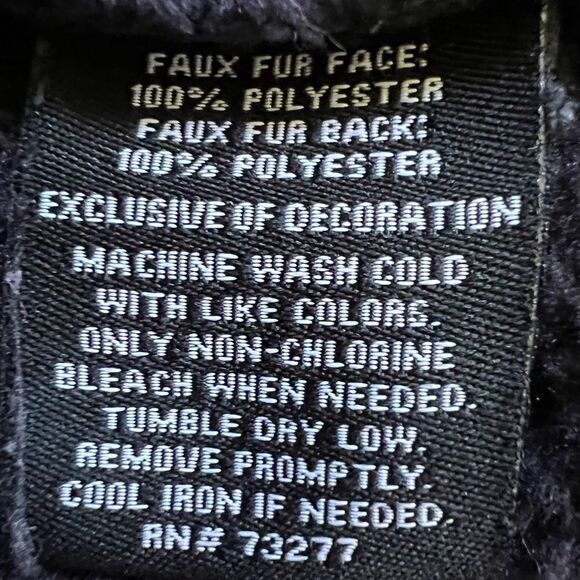 FAUX FUR FACE:
100% POLYESTER
FAUX FUR BACK:
100% POLYESTER
EXCLUSIVE OF DECORATION
MACHINE WASH COLD
WITH LIKE COLORS.
ONLY NON-CHLORINE
BLEACH WHEN NEEDED.
TUMBLE DRY LOW.
REMOVE PROMPTLY.
COOL IRON IF NEEDED.
RN# 73277